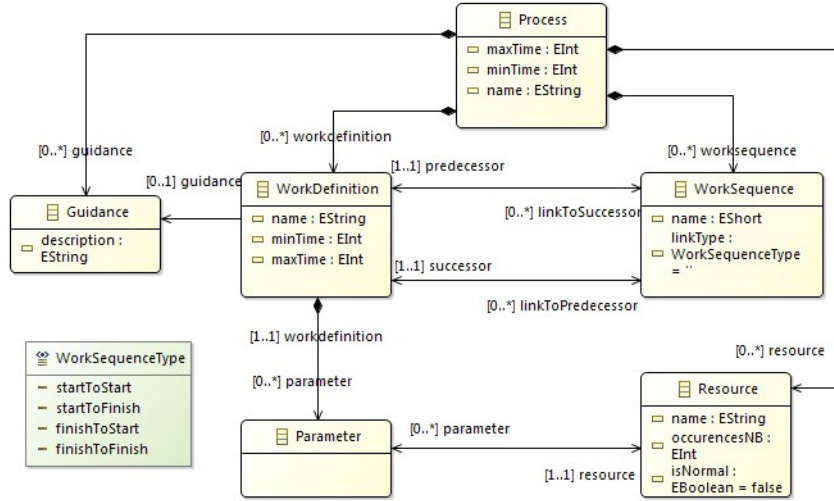 Process
maxTime : EInt
minTime : EInt
name : EString
[0..*] workdefinition
[0..*] guidance
[0..*] worksequence
[0..1] guidance
[1..1] predecessor
Guidance
description :
EString
WorkDefinition
name : EString
minTime : EInt
maxTime : EInt
WorkSequence
name : EShort
linkType :
WorkSequenceType
= ''
[0..*] linkToSuccessor
[1..1] successor
[0..*] linkToPredecessor
[1..1] workdefinition
WorkSequenceType
startToStart
startToFinish
finishToStart
finishToFinish
[0..*] resource
[0..*] parameter
Parameter
[0..*] parameter
[1..1] resource
Resource
name : EString
occurencesNB :
EInt
isNormal :
EBoolean = false